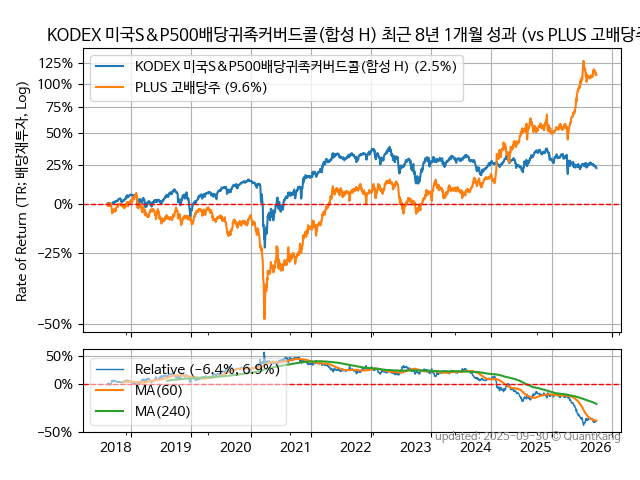 KODEX 미국S&P500배당귀족커버드콜(합성 H) 최근 8년 1개월 성과 (vs PLUS 고배당주
125%
100%
75%
50%
25%
0%
−25%
−50%
Rate of Return (TR: 배당재투자, Log)
KODEX 미국S&P500배당귀족커버드콜(합성 H) (2.5%)
PLUS 고배당주 (9.6%)
50%
0%
−50%
Relative (−6.4%, 6.9%)
MA(60)
MA(240)
updated: 2025-09-30 © QuantKang
2018 2019 2020 2021 2022 2023 2024 2025 2026